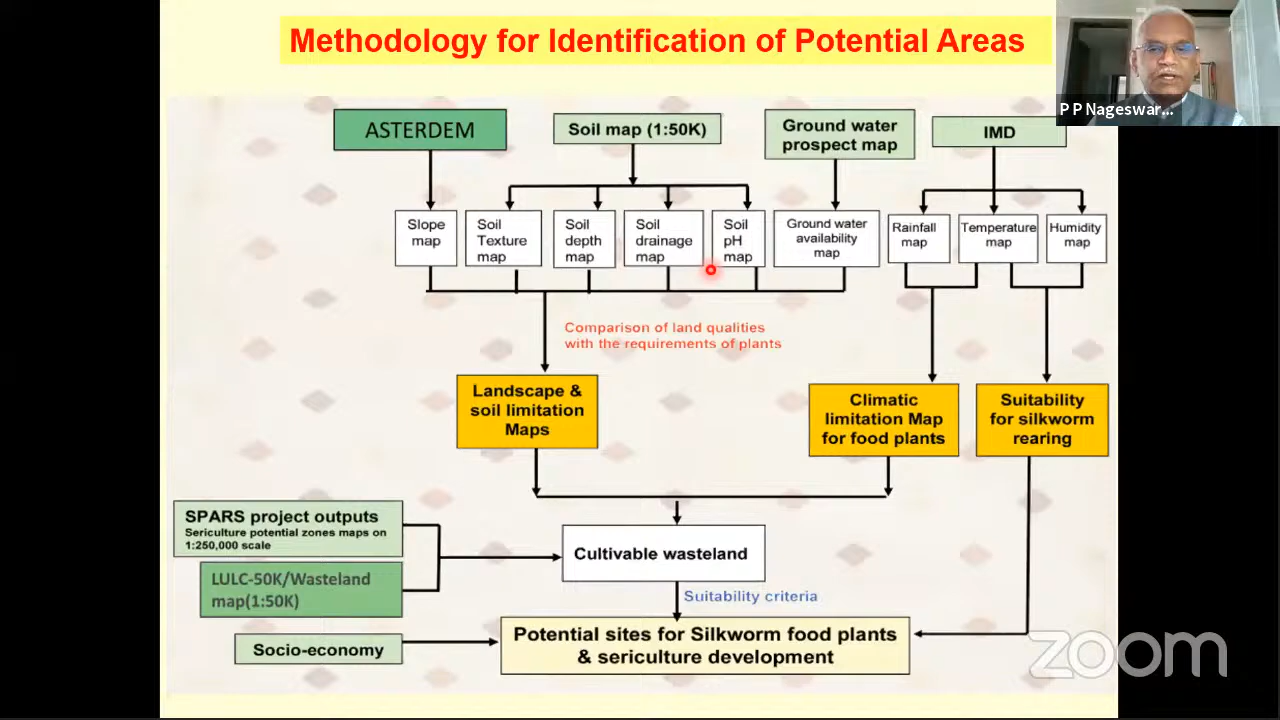 Methodology for Identification of Potential Areas
P P Nageswar...
ASTERDEM
Soil map (1:50K)
Ground water
prospect map
IMD
Slope
map
Soil
Texture
map
Soil
depth
map
Soil
drainage
map
Soil
pH
map
Ground water
availability
map
Rainfall
map
Temperature
map
Humidity
map
Comparison of land qualities
with the requirements of plants
Landscape &
soil limitation
Maps
Climatic
limitation Map
for food plants
Suitability
for silkworm
rearing
SPARS project outputs
Sericulture potential zones maps on
1:250,000 scale
LULC-50K/Wasteland
map(1:50K)
Cultivable wasteland
Suitability criteria
Socio-economy
Potential sites for Silkworm food plants
& sericulture development
zoom